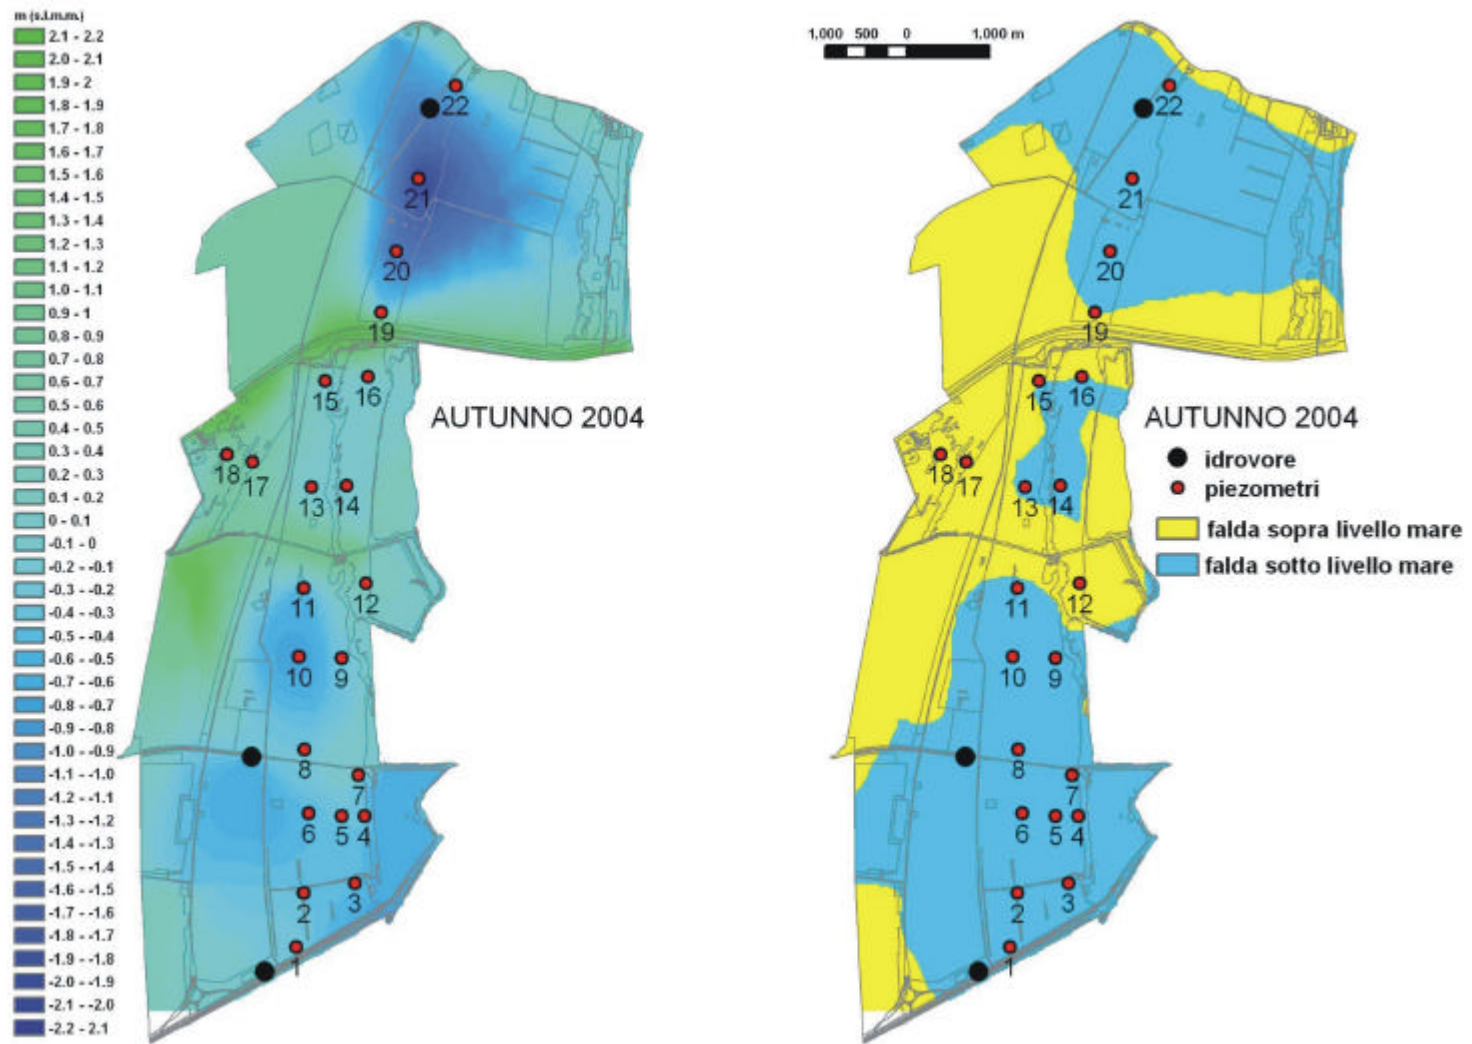 m (s.l.m.m.)
2.1 - 2.2
2.0 - 2.1
1.9 - 2
1.8 - 1.9
1.7 - 1.8
1.6 - 1.7
1.5 - 1.6
1.4 - 1.5
1.3 - 1.4
1.2 - 1.3
1.1 - 1.2
1.0 - 1.1
0.9 - 1
0.8 - 0.9
0.7 - 0.8
0.6 - 0.7
0.5 - 0.6
0.4 - 0.5
0.3 - 0.4
0.2 - 0.3
0.1 - 0.2
0 - 0.1
-0.1 - 0
-0.2 - -0.1
-0.3 - -0.2
-0.4 - -0.3
-0.5 - -0.4
-0.6 - -0.5
-0.7 - -0.6
-0.8 - -0.7
-0.9 - -0.8
-1.0 - -0.9
-1.1 - -1.0
-1.2 - -1.1
-1.3 - -1.2
-1.4 - -1.3
-1.5 - -1.4
-1.6 - -1.5
-1.7 - -1.6
-1.8 - -1.7
-1.9 - -1.8
-2.0 - -1.9
-2.1 - -2.0
-2.2 - -2.1
22
21
20
19
15
16
18
17
13
14
11
12
10
9
8
7
6
5
4
2
3
1
AUTUNNO 2004
1,000 500 0 1,000 m
22
21
20
19
15
16
18
17
13
14
11
12
10
9
8
7
6
5
4
2
3
1
AUTUNNO 2004
idrovore
piezometri
falda sopra livello mare
falda sotto livello mare